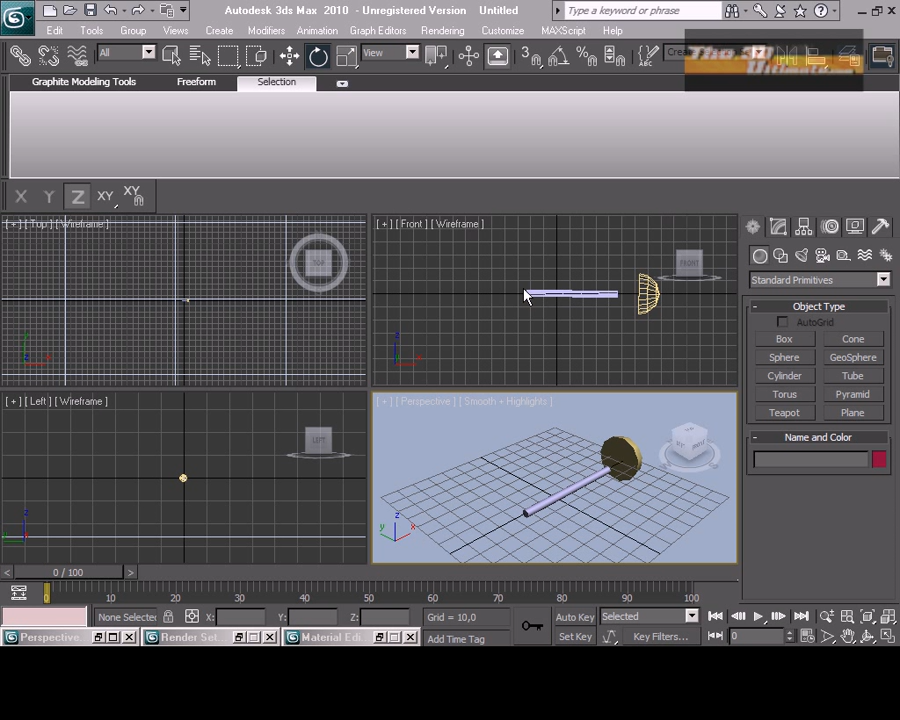 Autodesk 3ds Max 2010 - Unregistered Version Untitled
Type a keyword or phrase
Edit Tools Group Views Create Modifiers Animation Graph Editors Rendering Customize MAXScript Help
All View
Graphite Modeling Tools Freeform Selection
X Y Z XY XY
[ + ] [ Top ] [ Wireframe ]
TOP
[ + ] [ Front ] [ Wireframe ]
FRONT
Standard Primitives
- Object Type
AutoGrid
Box Cone
Sphere GeoSphere
Cylinder Tube
Torus Pyramid
Teapot Plane
- Name and Color
[ + ] [ Left ] [ Wireframe ]
LEFT
[ + ] [ Perspective ] [ Smooth + Highlights ]
< 0 / 100 >
0 10 20 30 40 50 60 70 80 90 100
None Selected X: Y: Z: Grid = 10,0 Auto Key Selected
Add Time Tag Set Key Key Filters... 0
Perspective, Render Set... Material Edi...